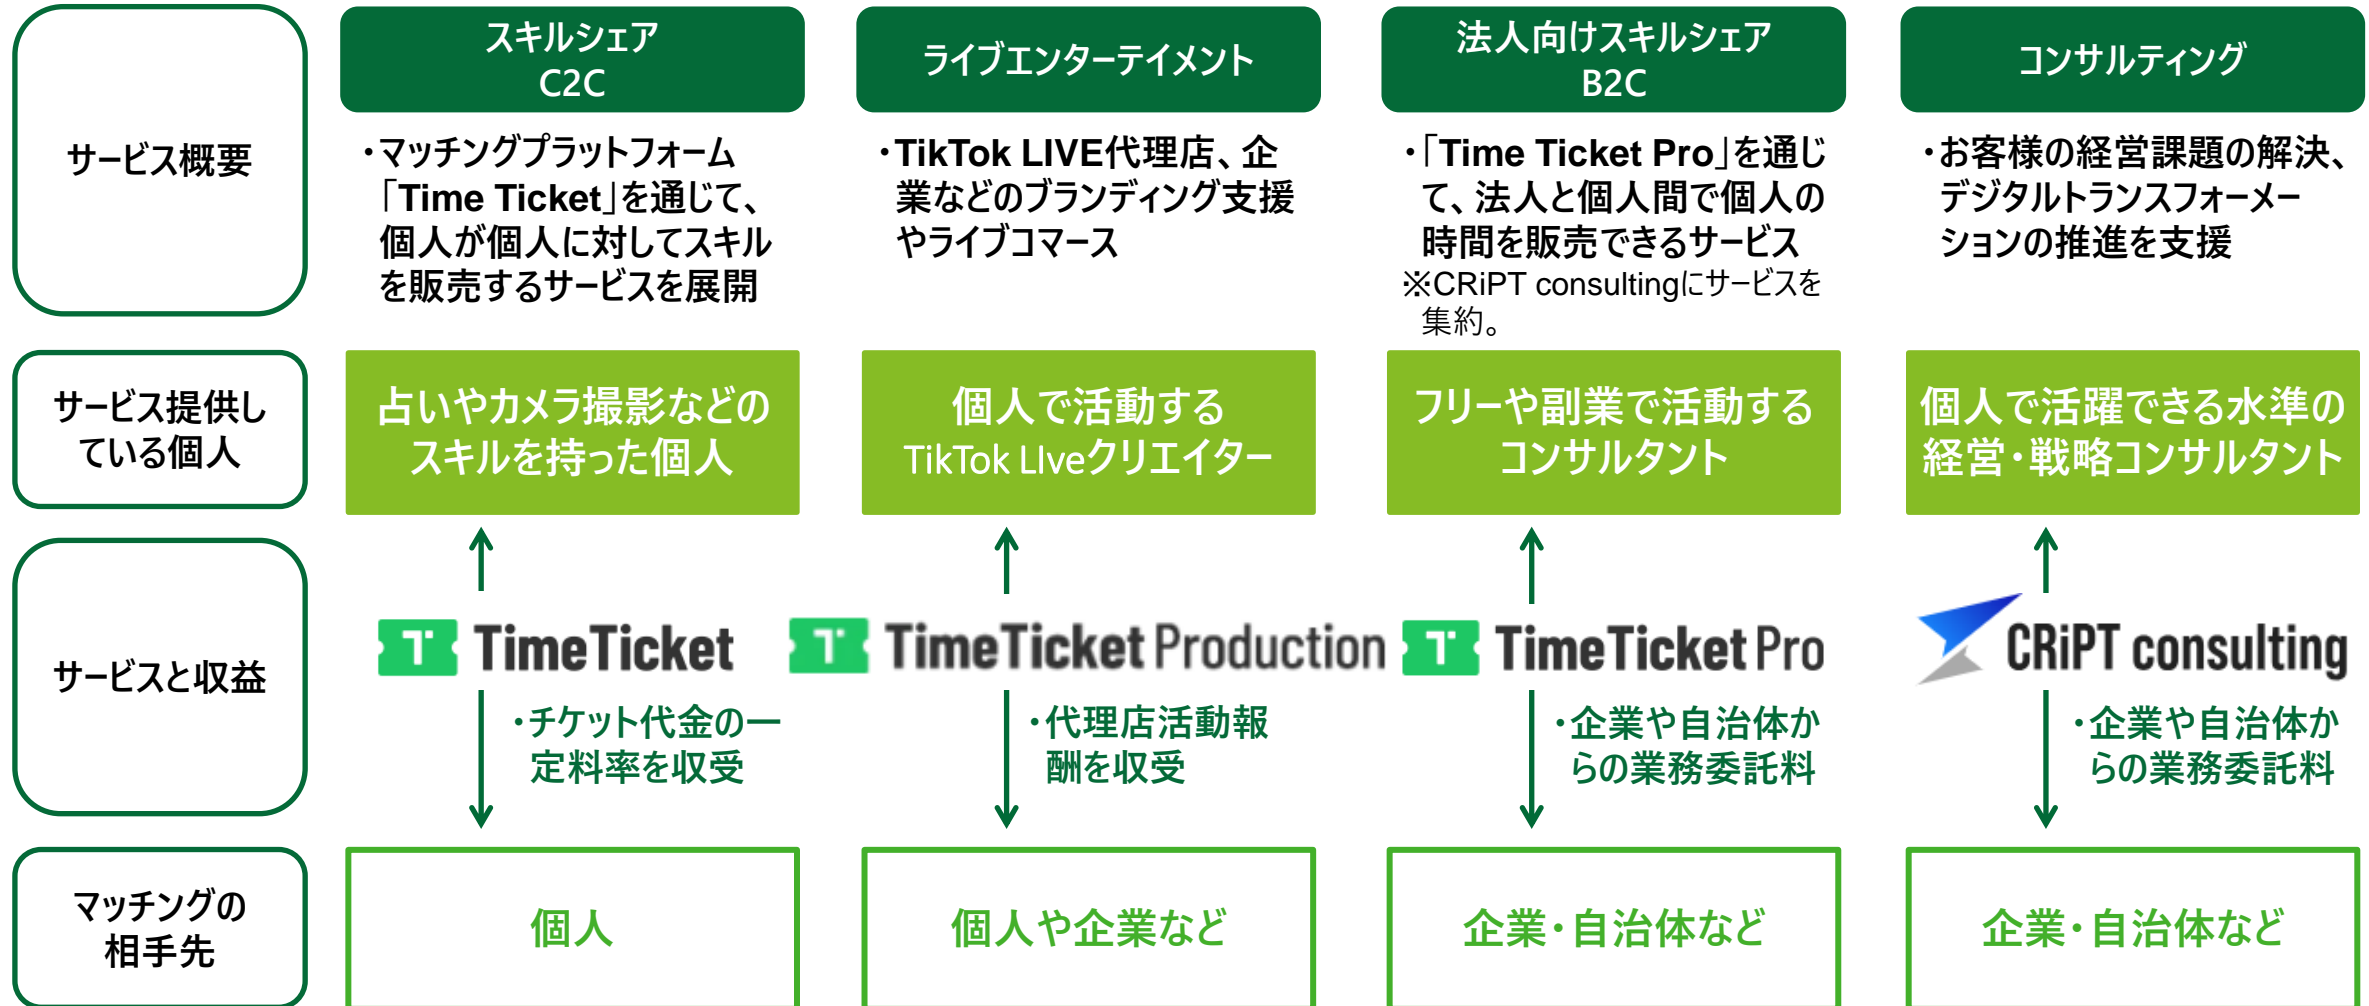 サービス概要
スキルシェア
C2C
・マッチングプラットフォーム
「Time Ticket」を通じて、
個人が個人に対してスキル
を販売するサービスを展開
ライブエンターテイメント
・TikTok LIVE代理店、企
業などのブランディング支援
やライブコマース
法人向けスキルシェア
B2C
・「Time Ticket Pro」を通じ
て、法人と個人間で個人の
時間を販売できるサービス
※CRiPT consultingにサービスを
集約。
コンサルティング
・お客様の経営課題の解決、
デジタルトランスフォーメー
ションの推進を支援
サービス提供し
ている個人
占いやカメラ撮影などの
スキルを持った個人
個人で活動する
TikTok LIveクリエイター
フリーや副業で活動する
コンサルタント
個人で活躍できる水準の
経営・戦略コンサルタント
サービスと収益
TimeTicket
・チケット代金の一
定料率を収受
TimeTicket Production
・代理店活動報
酬を収受
TimeTicket Pro
・企業や自治体か
らの業務委託料
CRiPT consulting
・企業や自治体か
らの業務委託料
マッチングの
相手先
個人
個人や企業など
企業・自治体など
企業・自治体など